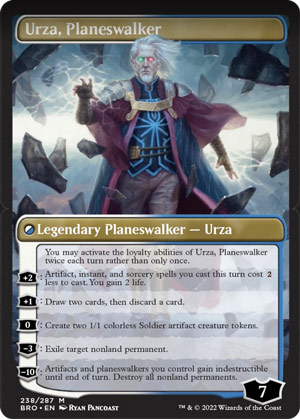 Urza, Planeswalker
Legendary Planeswalker — Urza
You may activate the loyalty abilities of Urza, Planeswalker
twice each turn rather than only once.
+2: Artifact, instant, and sorcery spells you cast this turn cost 2
less to cast. You gain 2 life.
+1: Draw two cards, then discard a card.
0: Create two 1/1 colorless Soldier artifact creature tokens.
−3: Exile target nonland permanent.
−10: Artifacts and planeswalkers you control gain indestructible
until end of turn. Destroy all nonland permanents.
7
238/287 M
BRO • EN Ryan Pancoast
™ & © 2022 Wizards of the Coast